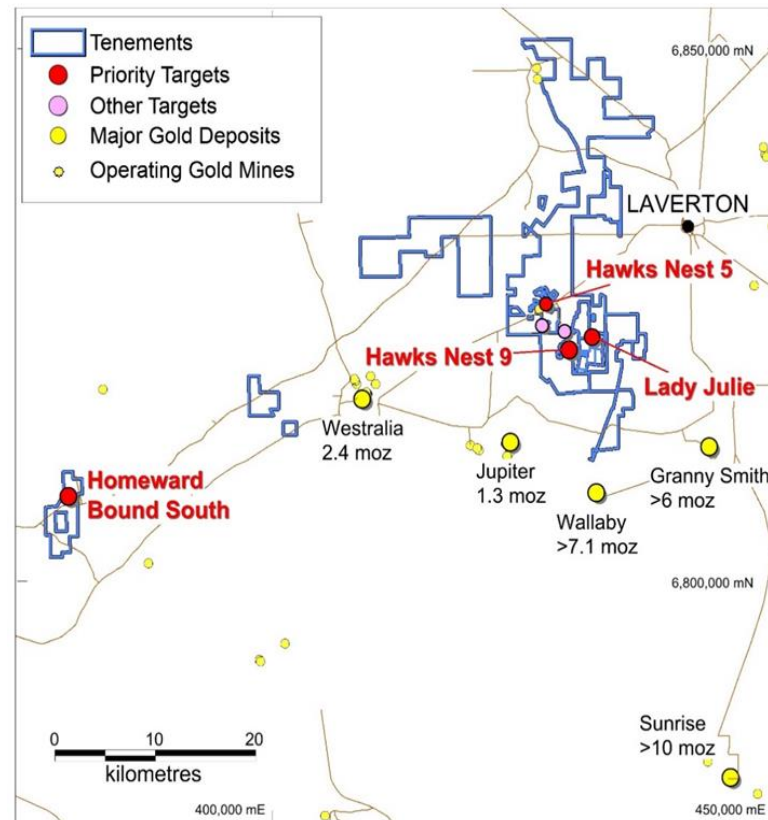 Tenements
Priority Targets
Other Targets
Major Gold Deposits
Operating Gold Mines
6,850,000 mN
LAVERTON
Hawks Nest 5
Hawks Nest 9
Lady Julie
Westralia
2.4 moz
Jupiter
1.3 moz
Granny Smith
>6 moz
Wallaby
>7.1 moz
Homeward
Bound South
6,800,000 mN
Sunrise
>10 moz
0
10
20
kilometres
400,000 mE
450,000 mE